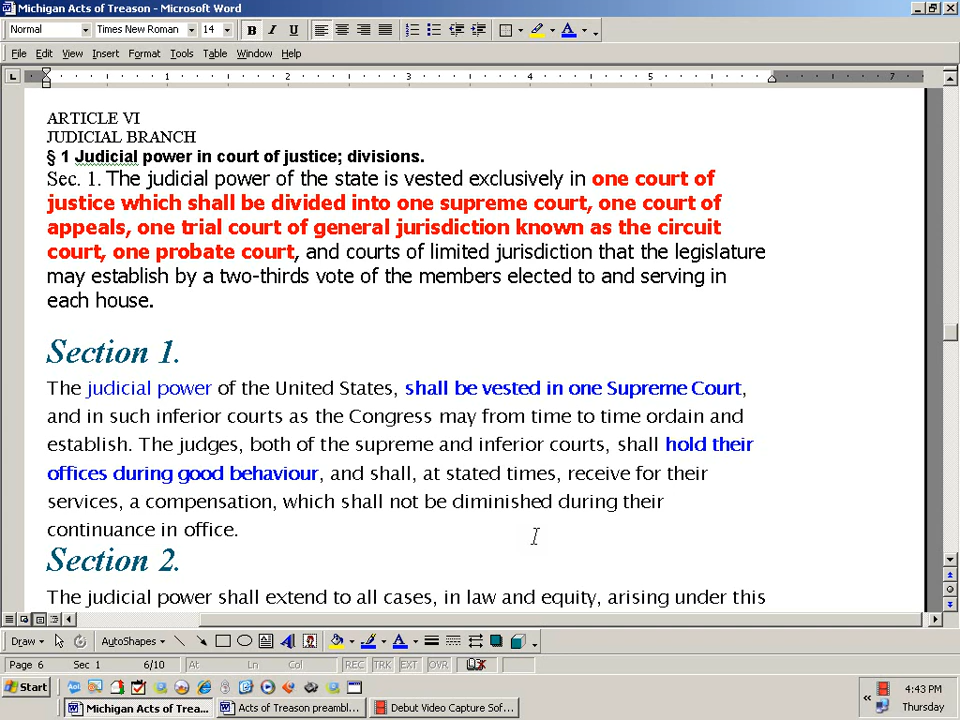 Michigan Acts of Treason - Microsoft Word
Normal Times New Roman 14 B I U A
File Edit View Insert Format Tools Table Window Help
L 1 2 3 4 5 7
ARTICLE VI
JUDICIAL BRANCH
§ 1 Judicial power in court of justice; divisions.
Sec. 1. The judicial power of the state is vested exclusively in one court of
justice which shall be divided into one supreme court, one court of
appeals, one trial court of general jurisdiction known as the circuit
court, one probate court, and courts of limited jurisdiction that the legislature
may establish by a two-thirds vote of the members elected to and serving in
each house.
Section 1.
The judicial power of the United States, shall be vested in one Supreme Court,
and in such inferior courts as the Congress may from time to time ordain and
establish. The judges, both of the supreme and inferior courts, shall hold their
offices during good behaviour, and shall, at stated times, receive for their
services, a compensation, which shall not be diminished during their
continuance in office.
Section 2.
The judicial power shall extend to all cases, in law and equity, arising under this
Draw AutoShapes A A
Page 6 Sec 1 6/10 At Ln Col REC TRK EXT OVR
Start 4:43 PM
Michigan Acts of Trea... Acts of Treason preambl... Debut Video Capture Sof... Thursday